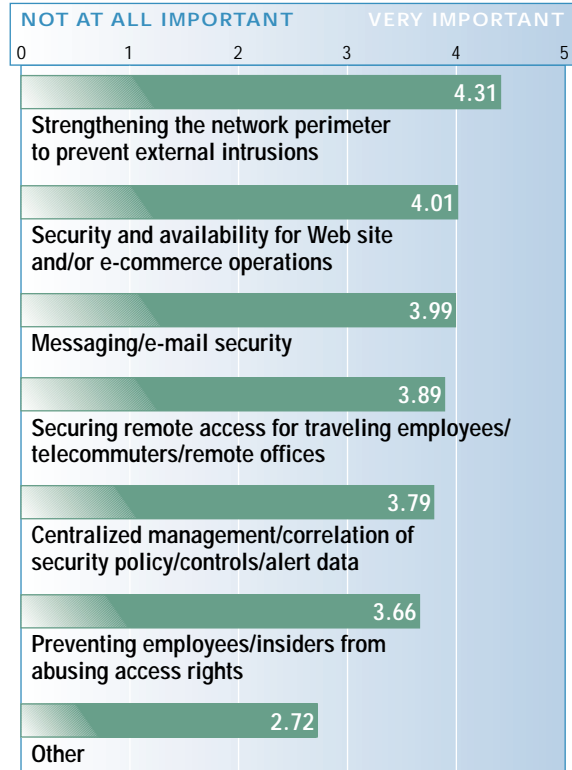 NOT AT ALL IMPORTANT VERY IMPORTANT
0 1 2 3 4 5
4.31
Strengthening the network perimeter
to prevent external intrusions
4.01
Security and availability for Web site
and/or e-commerce operations
3.99
Messaging/e-mail security
3.89
Securing remote access for traveling employees/
telecommuters/remote offices
3.79
Centralized management/correlation of
security policy/controls/alert data
3.66
Preventing employees/insiders from
abusing access rights
2.72
Other